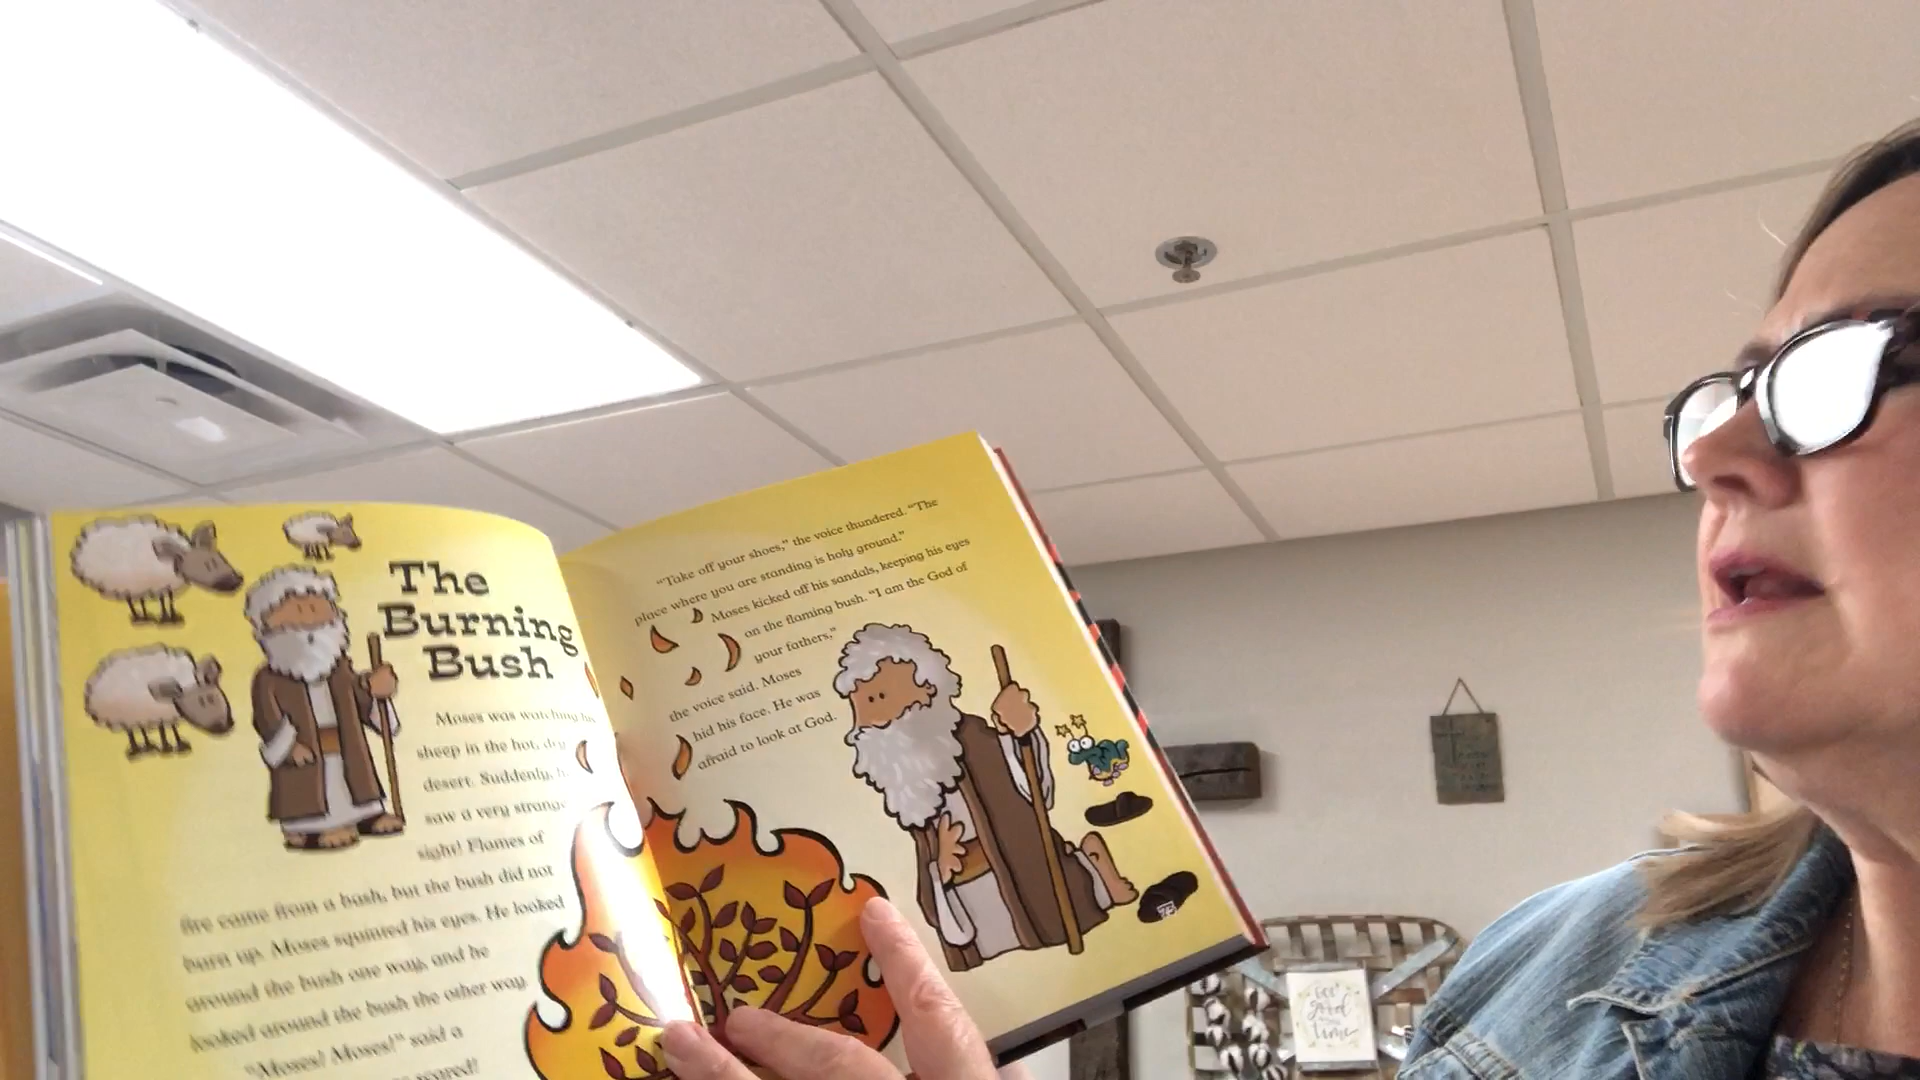 The
Burning
Bush
Moses was watching his
sheep in the hot, dry
desert. Suddenly,
saw a very strange
sight! Flames of
fire came from a bush, but the bush did not
burn up. Moses squinted his eyes. He looked
around the bush one way, and he
looked around the bush the other way.
"Moses! Moses!" said a
scared!
"Take off your shoes," the voice thundered. "The
place where you are standing is holy ground."
Moses kicked off his sandals, keeping his eyes
on the flaming bush. "I am the God of
your fathers,"
the voice said. Moses
hid his face. He was
afraid to look at God.
good
time